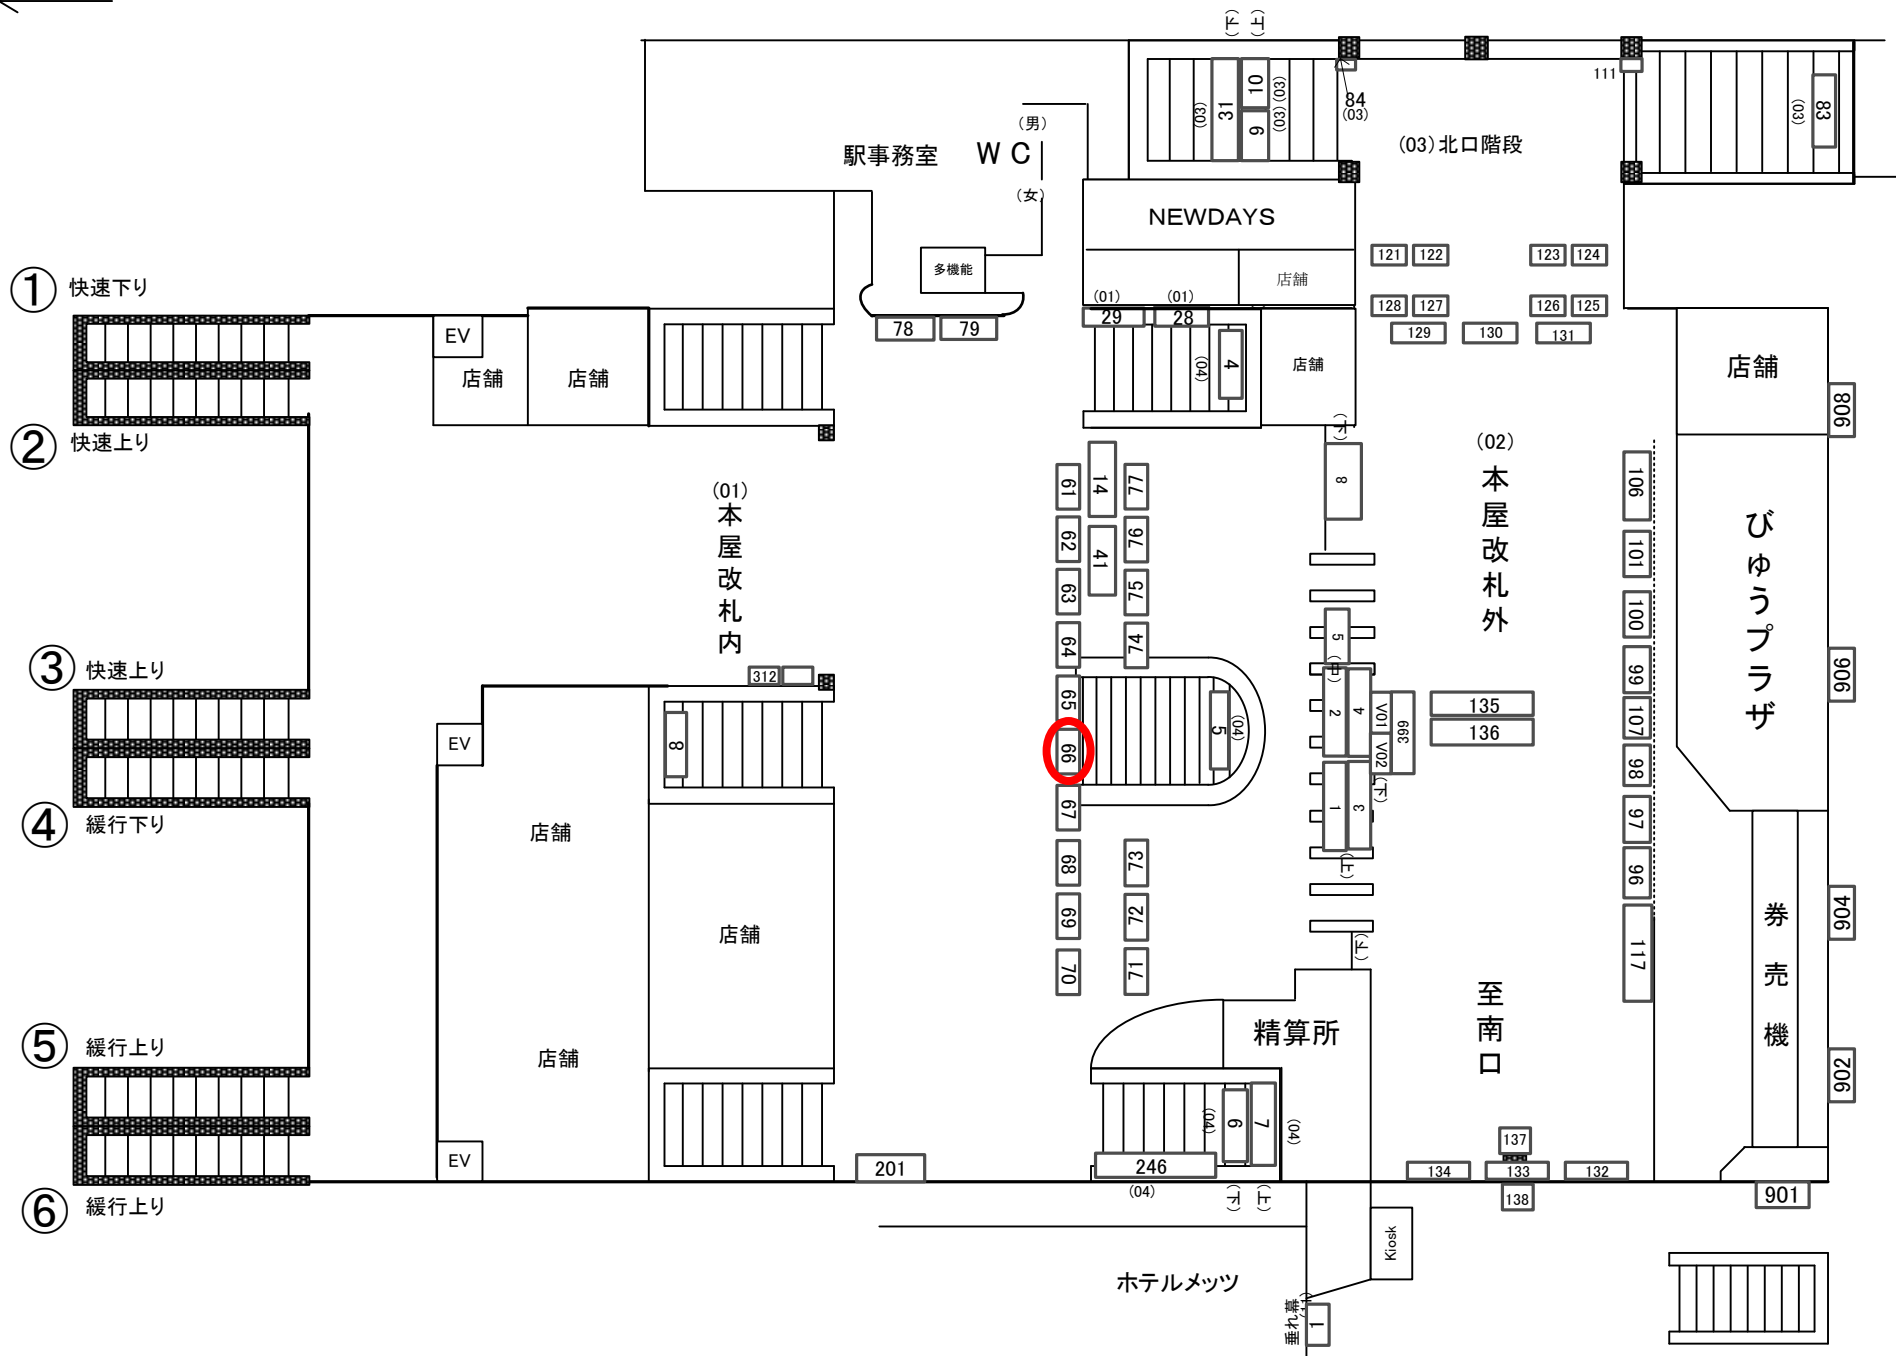 (下)
(上)
10
31
9
(03)
(03)
(03)
84
(03)
111
83
(03)
(03)北口階段
駅事務室
WC
(男)
(女)
NEWDAYS
多機能
店舗
121
122
123
124
128
127
126
125
129
130
131
① 快速下り
EV
店舗
店舗
78
79
(01)
(01)
29
28
4
(04)
店舗
店舗
908
② 快速上り
(下)
8
(02)
本屋改札外
(01)
本屋改札内
61
62
63
64
65
66
67
68
69
70
14
41
77
76
75
74
73
72
71
106
101
100
99
107
98
97
96
117
びゅうプラザ
906
③ 快速上り
312
8
EV
5
(04)
5
(中)
2
4
1
3
V01
V02
399
(下)
(上)
135
136
④ 緩行下り
店舗
店舗
(下)
券売機
904
精算所
至南口
⑤ 緩行上り
店舗
902
(04)
6
7
(04)
246
(04)
(下)
(上)
EV
201
137
134
133
132
138
901
⑥ 緩行上り
Kiosk
ホテルメッツ
垂れ幕
1